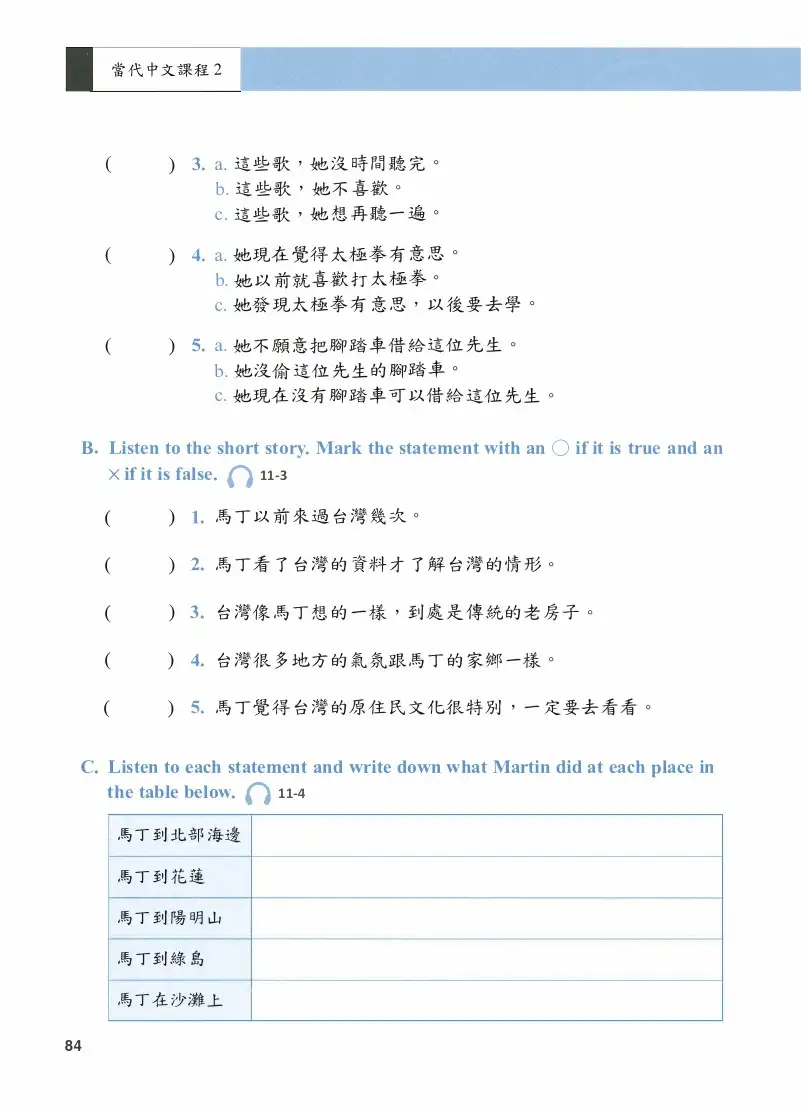 當代中文課程 2
(　　) 3. a. 這些歌，她沒時間聽完。
b. 這些歌，她不喜歡。
c. 這些歌，她想再聽一遍。
(　　) 4. a. 她現在覺得太極拳有意思。
b. 她以前就喜歡打太極拳。
c. 她發現太極拳有意思，以後要去學。
(　　) 5. a. 她不願意把腳踏車借給這位先生。
b. 她沒偷這位先生的腳踏車。
c. 她現在沒有腳踏車可以借給這位先生。
B. Listen to the short story. Mark the statement with an ○ if it is true and an
× if it is false. 11-3
(　　) 1. 馬丁以前來過台灣幾次。
(　　) 2. 馬丁看了台灣的資料才了解台灣的情形。
(　　) 3. 台灣像馬丁想的一樣，到處是傳統的老房子。
(　　) 4. 台灣很多地方的氣氛跟馬丁的家鄉一樣。
(　　) 5. 馬丁覺得台灣的原住民文化很特別，一定要去看看。
C. Listen to each statement and write down what Martin did at each place in
the table below. 11-4
馬丁到北部海邊
馬丁到花蓮
馬丁到陽明山
馬丁到綠島
馬丁在沙灘上
84